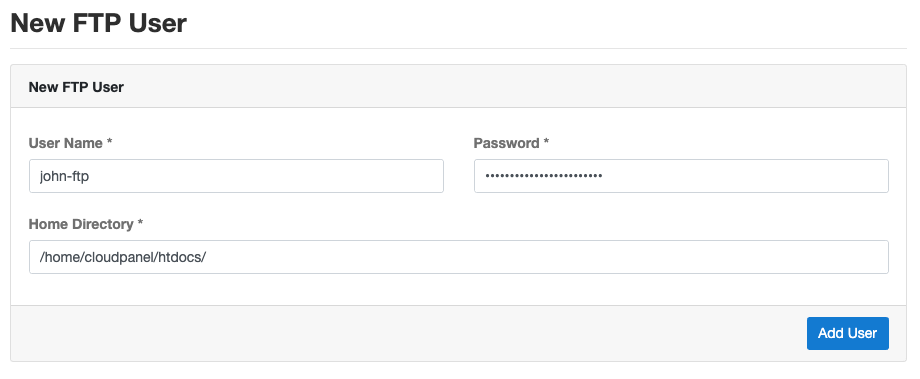 New FTP User
New FTP User
User Name * Password *
john-ftp ••••••••••••••••••••••••
Home Directory *
/home/cloudpanel/htdocs/
Add User